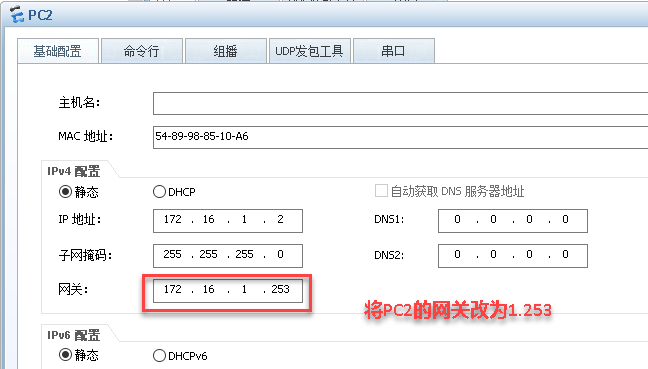 PC2
基础配置 命令行 组播 UDP发包工具 串口
主机名:
MAC 地址: 54-89-98-85-10-A6
IPv4 配置
静态 DHCP 自动获取 DNS 服务器地址
IP 地址: 172 . 16 . 1 . 2 DNS1: 0 . 0 . 0 . 0
子网掩码: 255 . 255 . 255 . 0 DNS2: 0 . 0 . 0 . 0
网关: 172 . 16 . 1 . 253
将PC2的网关改为1.253
IPv6 配置
静态 DHCPv6